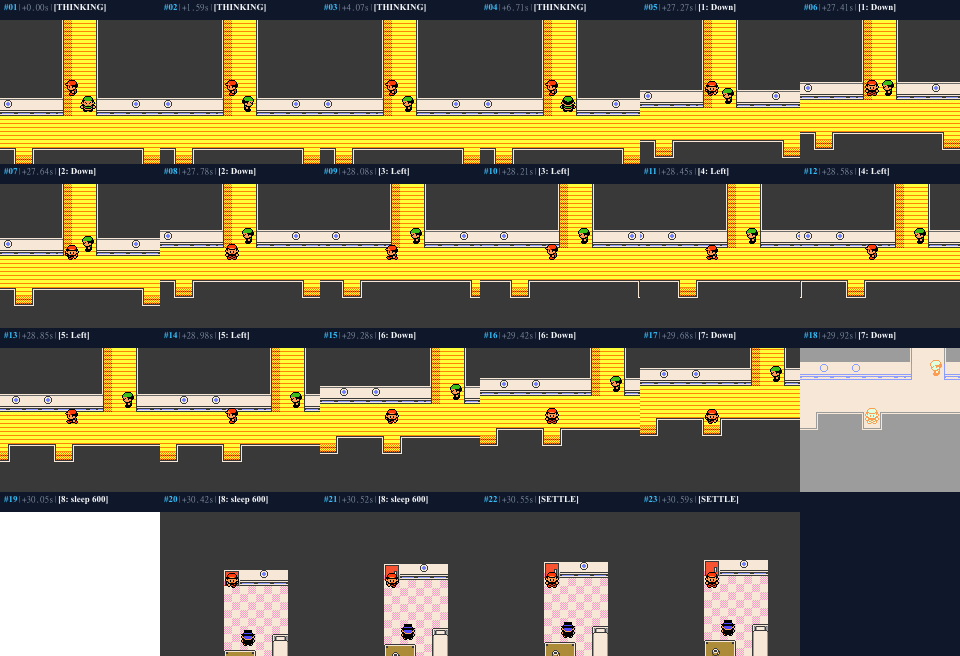 #01|+0.00s|[THINKING]
#02|+1.59s|[THINKING]
#03|+4.07s|[THINKING]
#04|+6.71s|[THINKING]
#05|+27.27s|[1: Down]
#06|+27.41s|[1: Down]
#07|+27.64s|[2: Down]
#08|+27.78s|[2: Down]
#09|+28.08s|[3: Left]
#10|+28.21s|[3: Left]
#11|+28.45s|[4: Left]
#12|+28.58s|[4: Left]
#13|+28.85s|[5: Left]
#14|+28.98s|[5: Left]
#15|+29.28s|[6: Down]
#16|+29.42s|[6: Down]
#17|+29.68s|[7: Down]
#18|+29.92s|[7: Down]
#19|+30.05s|[8: sleep 600]
#20|+30.42s|[8: sleep 600]
#21|+30.52s|[8: sleep 600]
#22|+30.55s|[SETTLE]
#23|+30.59s|[SETTLE]